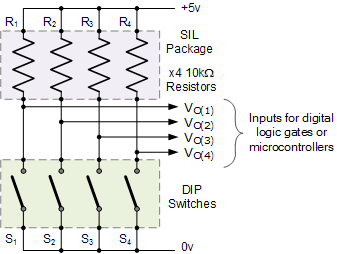 +5v
R1 R2 R3 R4
SIL
Package
x4 10kΩ
Resistors
VO(1)
VO(2)
VO(3)
VO(4)
Inputs for digital
logic gates or
microcontrollers
DIP
Switches
S1 S2 S3 S4
0v